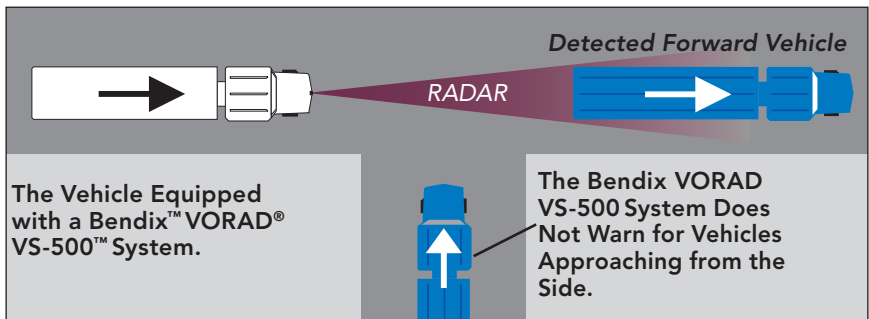 Detected Forward Vehicle
RADAR
The Vehicle Equipped
with a Bendix™ VORAD®
VS-500™ System.
The Bendix VORAD
VS-500 System Does
Not Warn for Vehicles
Approaching from the
Side.